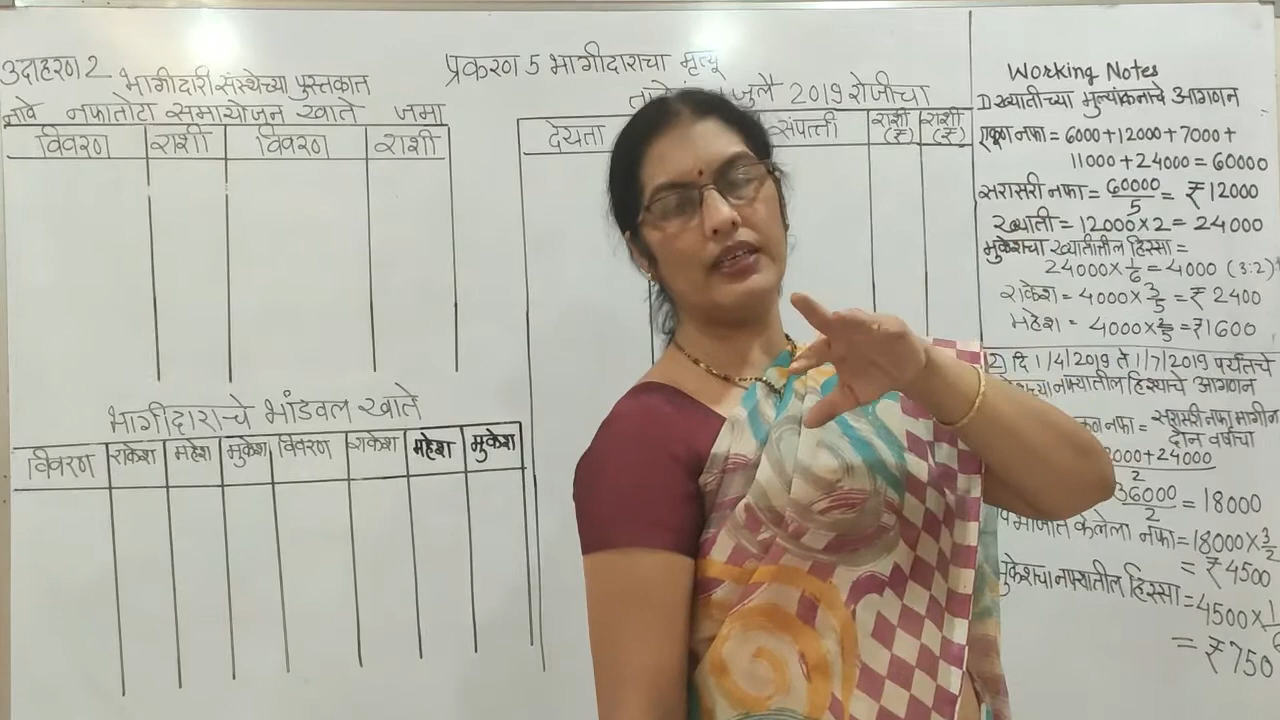 उदाहरण 2
प्रकरण 5 भागीदाराचा मृत्यू
भागीदारी संस्थेच्या पुस्तकात
नावे नफातोटा समायोजन खाते जमा
विवरण राशी विवरण राशी
भागीदाराचे भांडवल खाते
विवरण राकेश महेश मुकेश विवरण राकेश महेश मुकेश
जुलै 2019 रोजीचा
देयता संपत्ती राशी (₹) राशी (₹)
Working Notes
1) ख्यातीच्या मुल्यांकनाचे आगणन
एकूण नफा = 6000+12000+7000+
11000+24000 = 60000
सरासरी नफा = 60000/5 = ₹12000
ख्याती = 12000×2 = 24000
मुकेशचा ख्यातीतील हिस्सा =
24000×1/6 = 4000 (3:2)
राकेश = 4000×3/5 = ₹2400
महेश = 4000×2/5 = ₹1600
2) दि 1/4/2019 ते 1/7/2019 पर्यंतचे
नफ्यातील हिश्याचे आगणन
नफा = सरासरी नफा मागील
दोन वर्षाचा
000+24000
2
36000/2 = 18000
केलेला नफा = 18000×3/
= ₹4500
मुकेशचा नफ्यातील हिस्सा = 4500×1/6
= ₹750